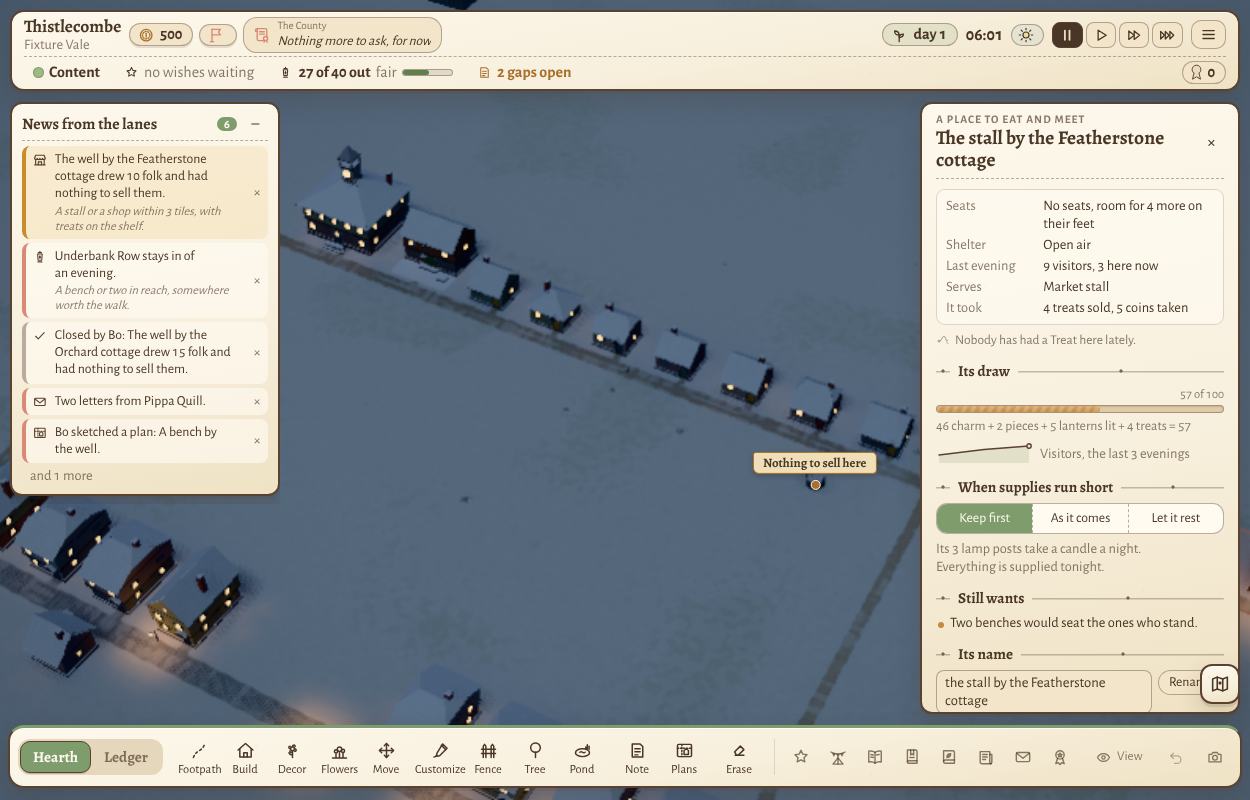 Thistlecombe
Fixture Vale
500
The County
Nothing more to ask, for now
day 1
06:01
Content
no wishes waiting
27 of 40 out fair
2 gaps open
0
News from the lanes
6
The well by the Featherstone
cottage drew 10 folk and had
nothing to sell them.
A stall or a shop within 3 tiles, with
treats on the shelf.
Underbank Row stays in of
an evening.
A bench or two in reach, somewhere
worth the walk.
Closed by Bo: The well by the
Orchard cottage drew 15 folk and
had nothing to sell them.
Two letters from Pippa Quill.
Bo sketched a plan: A bench by
the well.
and 1 more
Nothing to sell here
A PLACE TO EAT AND MEET
The stall by the Featherstone
cottage
Seats No seats, room for 4 more on
their feet
Shelter Open air
Last evening 9 visitors, 3 here now
Serves Market stall
It took 4 treats sold, 5 coins taken
Nobody has had a Treat here lately.
Its draw
57 of 100
46 charm + 2 pieces + 5 lanterns lit + 4 treats = 57
Visitors, the last 3 evenings
When supplies run short
Keep first As it comes Let it rest
Its 3 lamp posts take a candle a night.
Everything is supplied tonight.
Still wants
Two benches would seat the ones who stand.
Its name
the stall by the Featherstone
cottage
Hearth Ledger
Footpath Build Decor Flowers Move Customize Fence Tree Pond Note Plans Erase
View